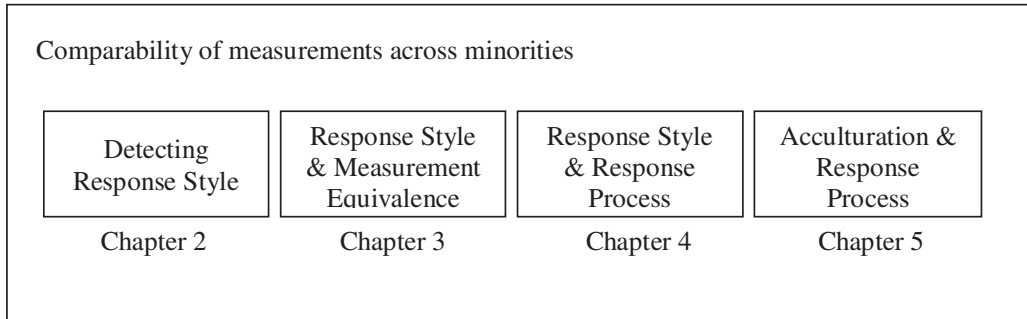 Comparability of measurements across minorities
Detecting
Response Style
Response Style
& Measurement
Equivalence
Response Style
& Response
Process
Acculturation &
Response
Process
Chapter 2
Chapter 3
Chapter 4
Chapter 5